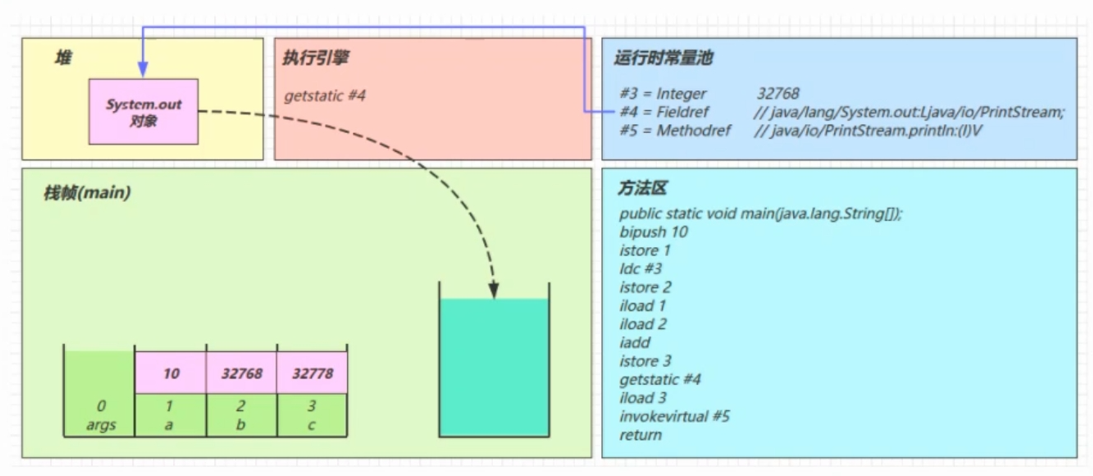 堆
System.out
对象
执行引擎
getstatic #4
运行时常量池
#3 = Integer 32768
#4 = Fieldref // java/lang/System.out:Ljava/io/PrintStream;
#5 = Methodref // java/io/PrintStream.println:(I)V
栈帧(main)
10 32768 32778
0 1 2 3
args a b c
方法区
public static void main(java.lang.String[]);
bipush 10
istore 1
ldc #3
istore 2
iload 1
iload 2
iadd
istore 3
getstatic #4
iload 3
invokevirtual #5
return